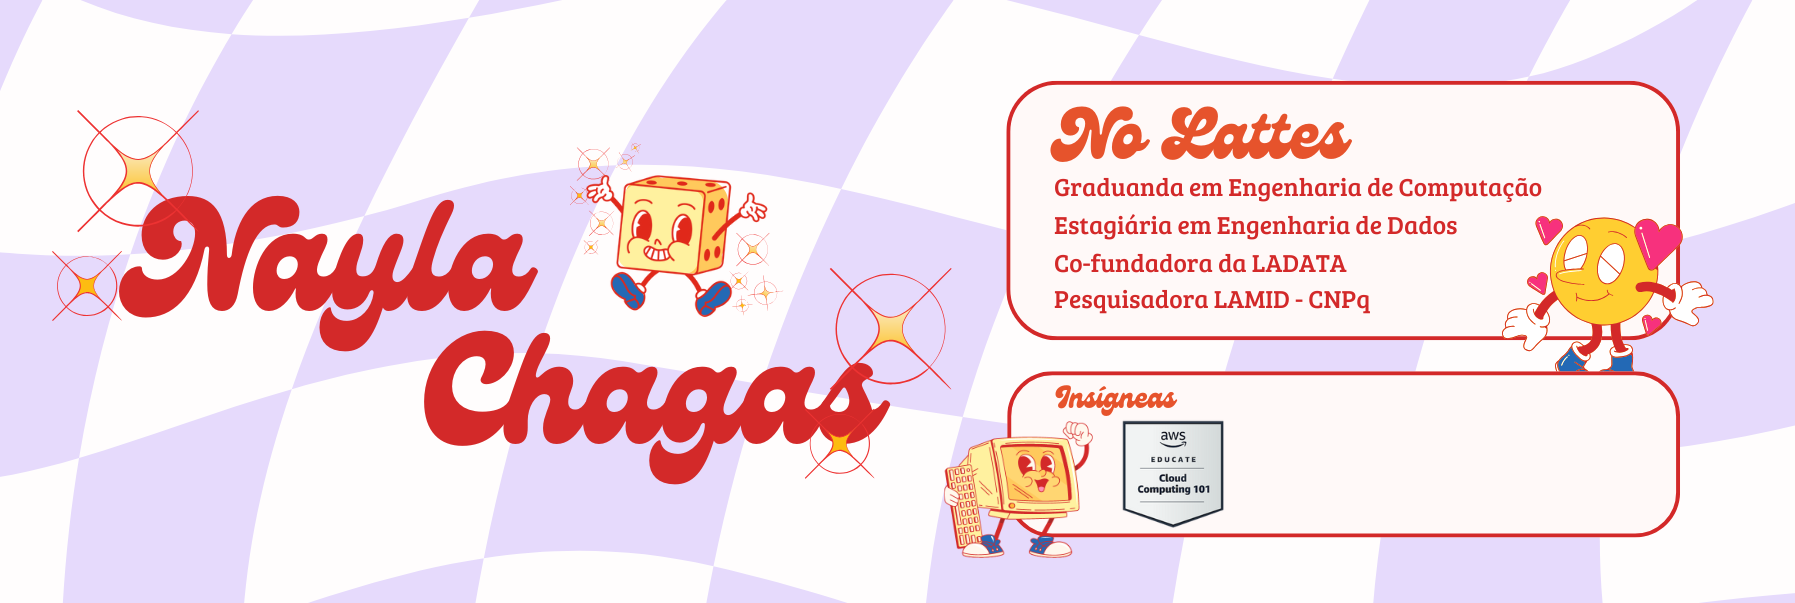 Nayla
Chagas
No Lattes
Graduanda em Engenharia de Computação
Estagiária em Engenharia de Dados
Co-fundadora da LADATA
Pesquisadora LAMID - CNPq
Insígneas
aws
EDUCATE
Cloud
Computing 101